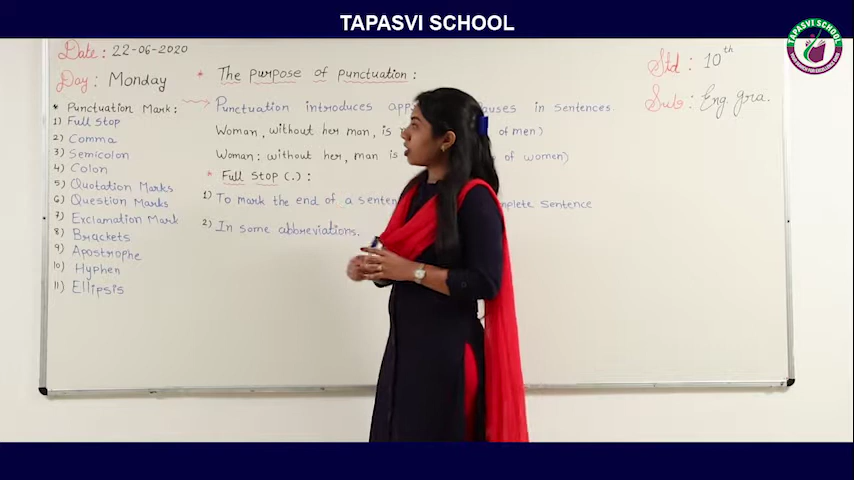 TAPASVI SCHOOL
TAPASVI SCHOOL
Date : 22-06-2020
Day : Monday
Std : 10th
Sub : Eng. gra.
* The purpose of punctuation :
* Punctuation Mark :
1) Full Stop
2) Comma
3) Semicolon
4) Colon
5) Quotation Marks
6) Question Marks
7) Exclamation Mark
8) Brackets
9) Apostrophe
10) Hyphen
11) Ellipsis
Punctuation introduces in sentences.
Woman, without her man, is of men)
Woman: without her, man is of women)
* Full Stop (.) :
1) To mark the end of a Sentence
2) In some abbreviations.